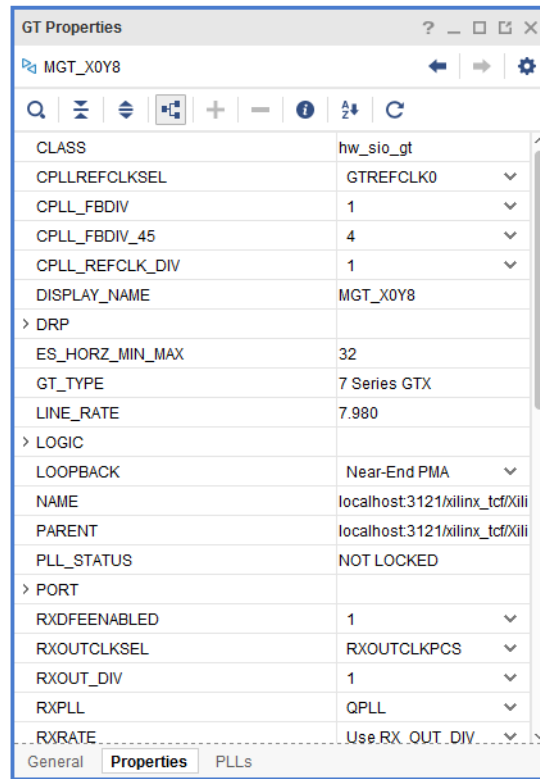 GT Properties
MGT_X0Y8
CLASS hw_sio_gt
CPLLREFCLKSEL GTREFCLK0
CPLL_FBDIV 1
CPLL_FBDIV_45 4
CPLL_REFCLK_DIV 1
DISPLAY_NAME MGT_X0Y8
> DRP
ES_HORZ_MIN_MAX 32
GT_TYPE 7 Series GTX
LINE_RATE 7.980
> LOGIC
LOOPBACK Near-End PMA
NAME localhost:3121/xilinx_tcf/Xili
PARENT localhost:3121/xilinx_tcf/Xili
PLL_STATUS NOT LOCKED
> PORT
RXDFEENABLED 1
RXOUTCLKSEL RXOUTCLKPCS
RXOUT_DIV 1
RXPLL QPLL
RXRATE Use RX_OUT_DIV
General Properties PLLs